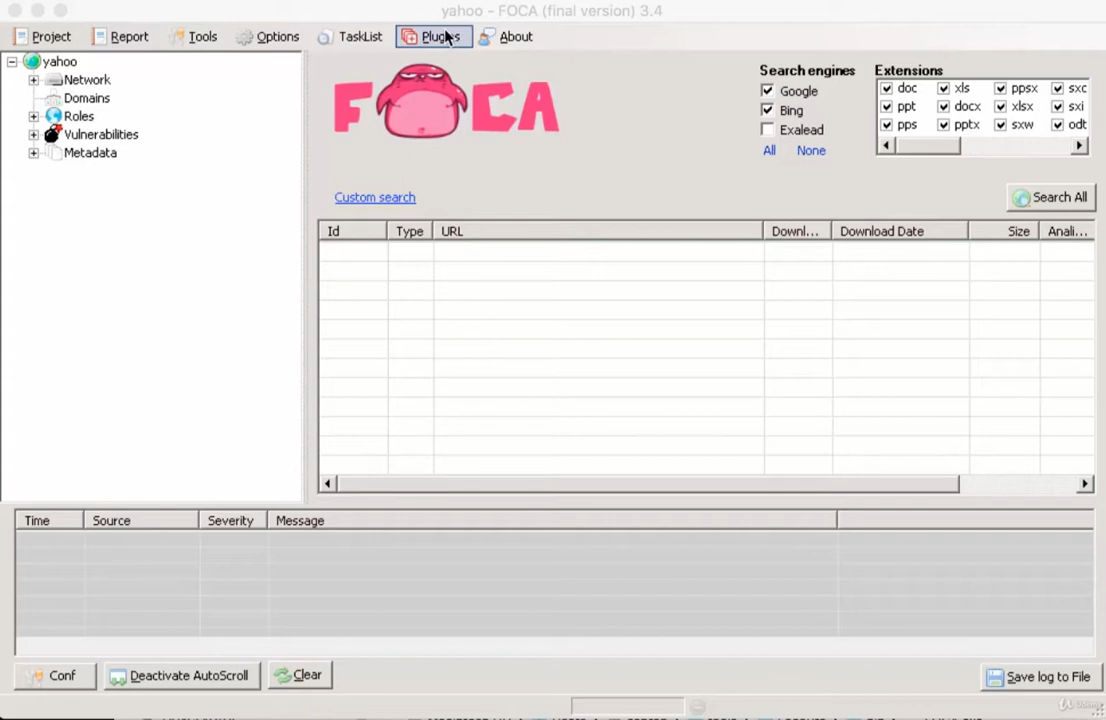 yahoo - FOCA (final version) 3.4
Project Report Tools Options TaskList Plugins About
yahoo
Network
Domains
Roles
Vulnerabilities
Metadata
FOCA
Search engines
Google
Bing
Exalead
All None
Extensions
doc xls ppsx sxc
ppt docx xlsx sxi
pps pptx sxw odt
Custom search
Search All
Id Type URL Downl... Download Date Size Anali...
Time Source Severity Message
Conf Deactivate AutoScroll Clear
Save log to File